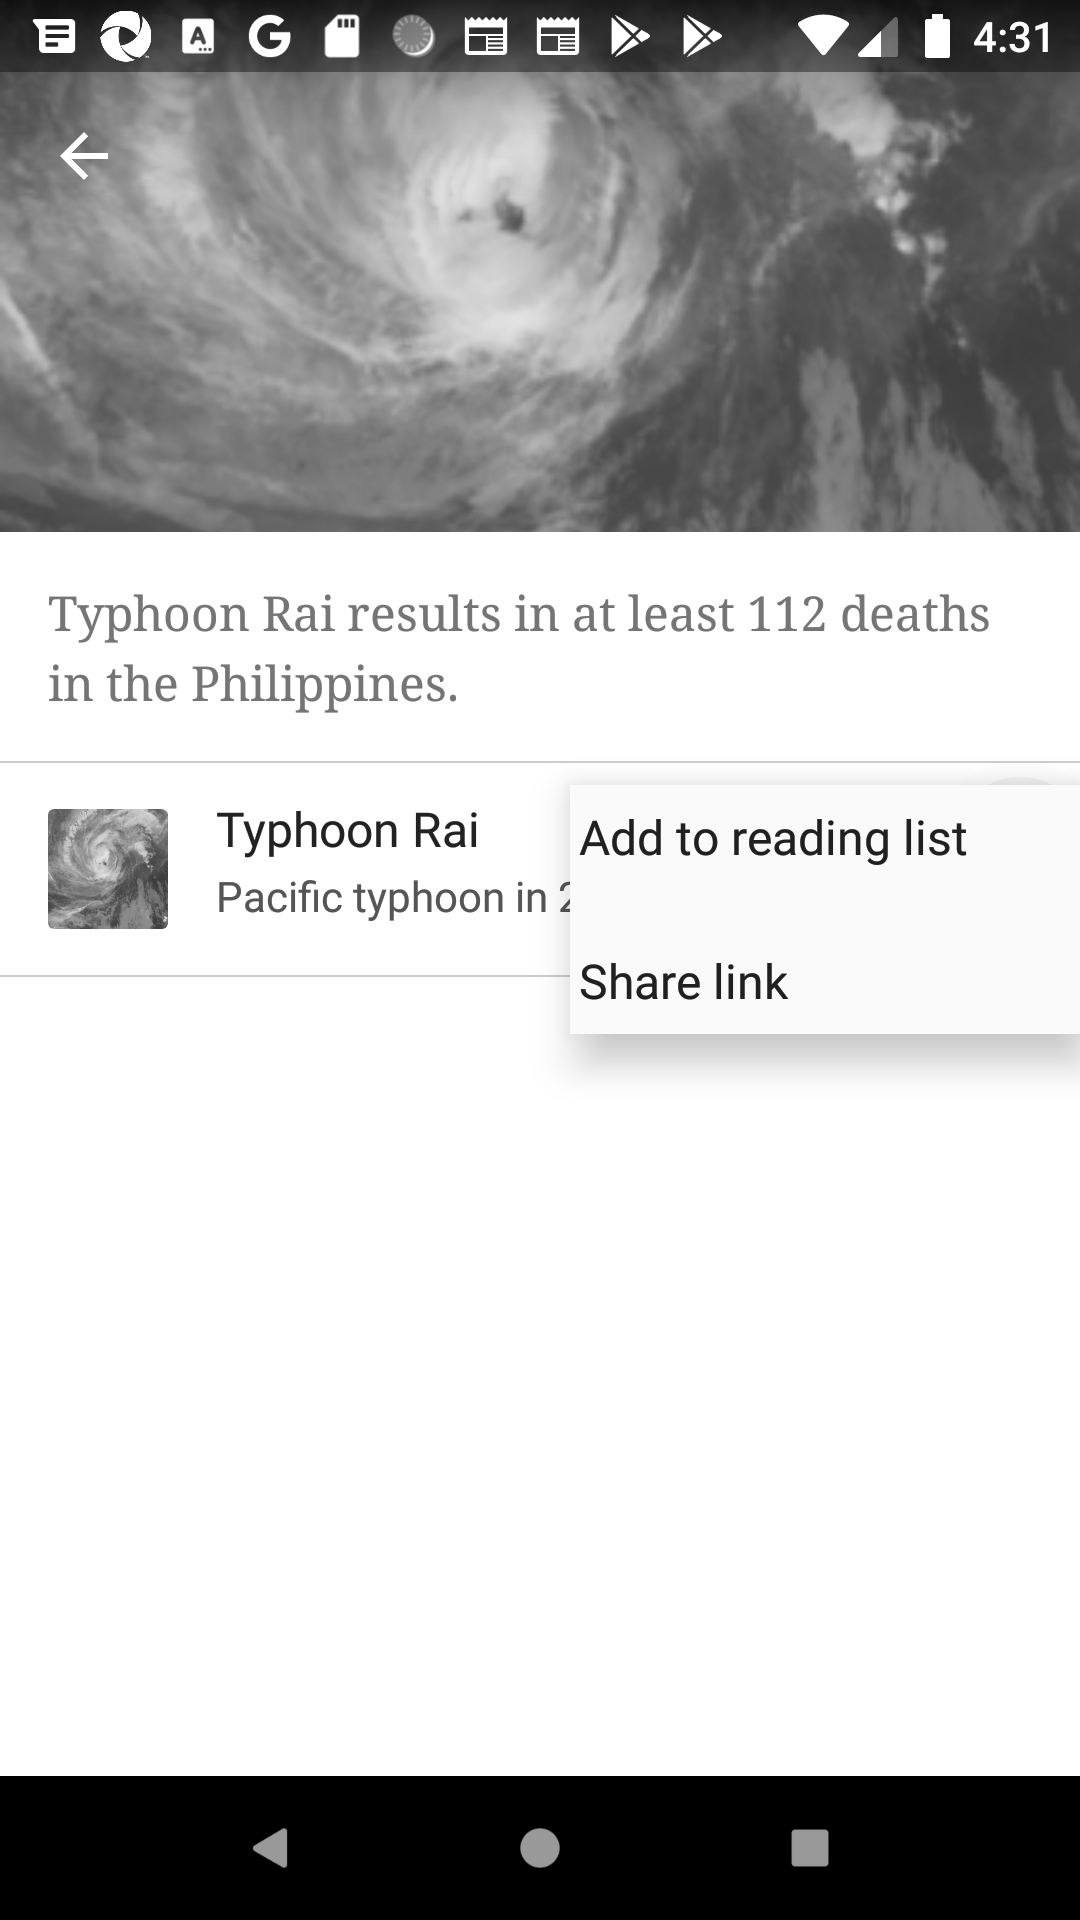 4:31
Typhoon Rai results in at least 112 deaths
in the Philippines.
Typhoon Rai
Pacific typhoon in
Add to reading list
Share link